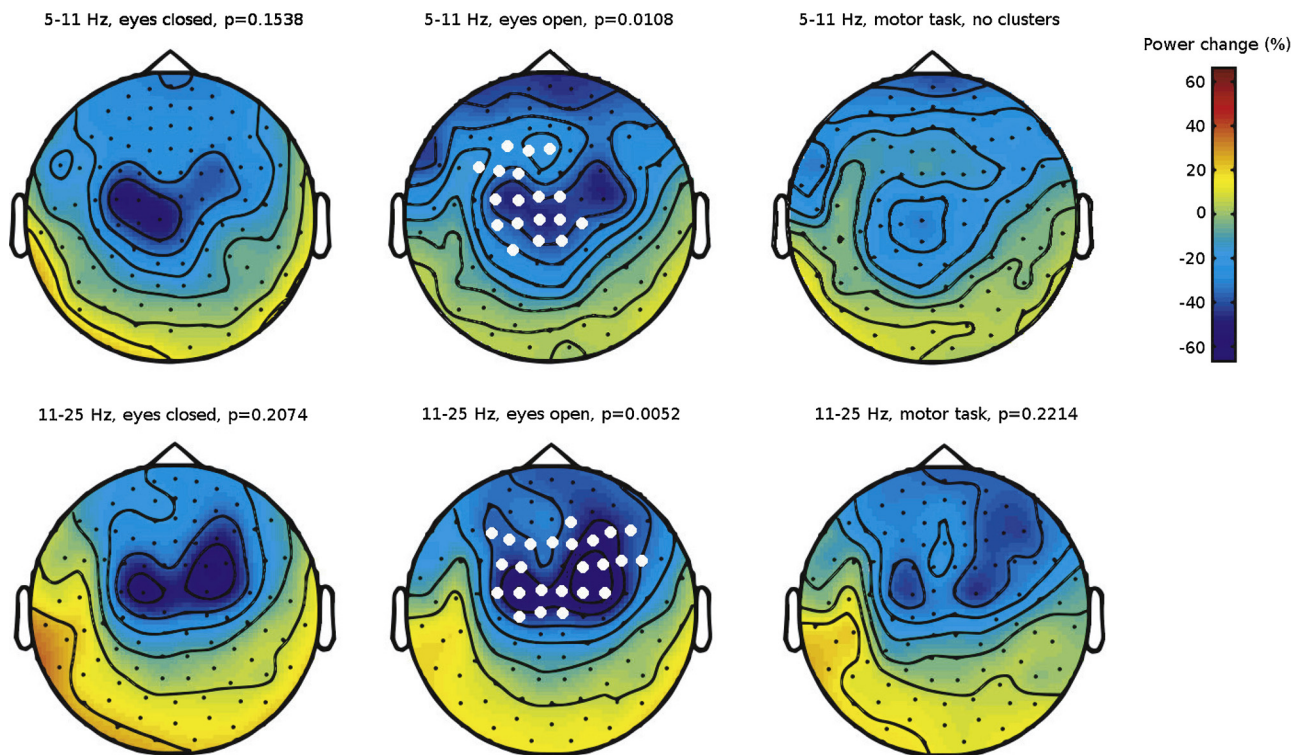 5-11 Hz, eyes closed, p=0.1538
5-11 Hz, eyes open, p=0.0108
5-11 Hz, motor task, no clusters
Power change (%)
60
40
20
0
-20
-40
-60
11-25 Hz, eyes closed, p=0.2074
11-25 Hz, eyes open, p=0.0052
11-25 Hz, motor task, p=0.2214